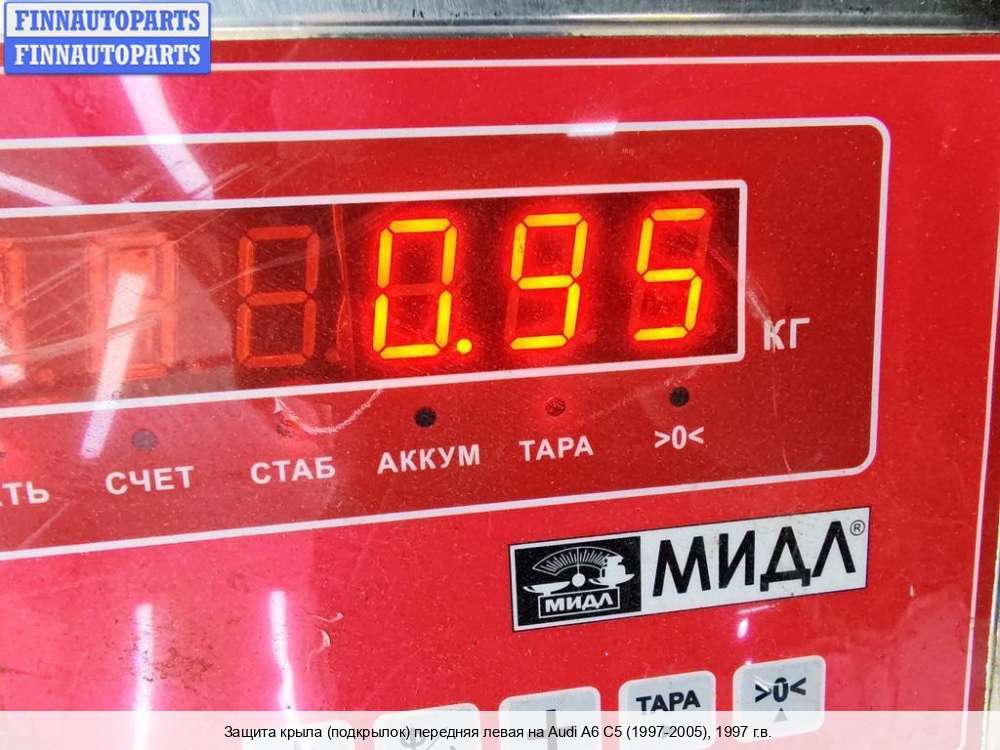 FINNAUTOPARTS
FINNAUTOPARTS
0.95
КГ
СЧЕТ СТАБ АККУМ ТАРА >0<
МИДЛ МИДЛ®
ТАРА >0<
Защита крыла (подкрылок) передняя левая на Audi A6 C5 (1997-2005), 1997 г.в.